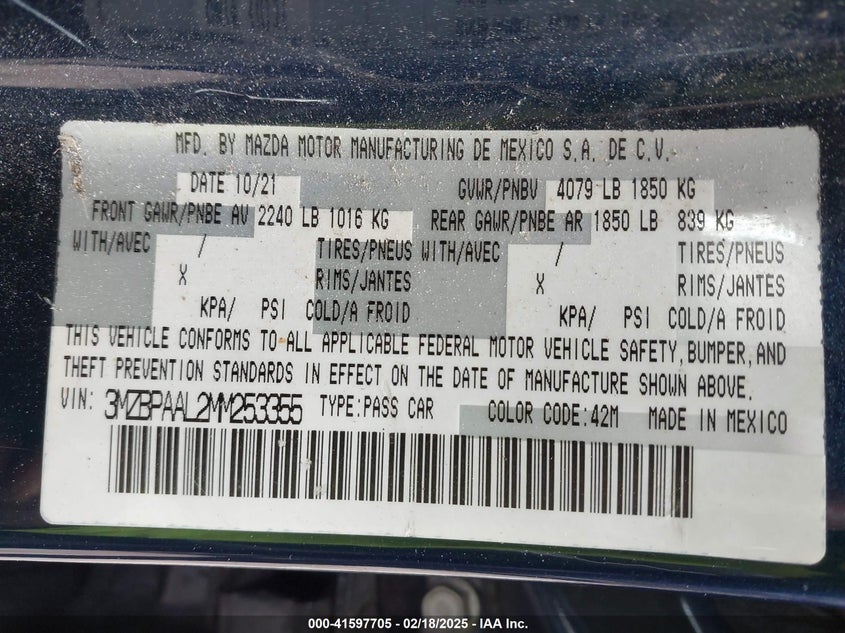 MFD. BY MAZDA MOTOR MANUFACTURING DE MEXICO S.A. DE C.V.
DATE 10/21 GVWR/PNBV 4079 LB 1850 KG
FRONT GAWR/PNBE AV 2240 LB 1016 KG REAR GAWR/PNBE AR 1850 LB 839 KG
WITH/AVEC / TIRES/PNEUS WITH/AVEC / TIRES/PNEUS
X RIMS/JANTES X RIMS/JANTES
KPA/ PSI COLD/A FROID KPA/ PSI COLD/A FROID
THIS VEHICLE CONFORMS TO ALL APPLICABLE FEDERAL MOTOR VEHICLE SAFETY, BUMPER, AND
THEFT PREVENTION STANDARDS IN EFFECT ON THE DATE OF MANUFACTURE SHOWN ABOVE.
VIN: 3MZBPAAL2MM253355 TYPE:PASS CAR COLOR CODE:42M MADE IN MEXICO
000-41597705 - 02/18/2025 - IAA Inc.